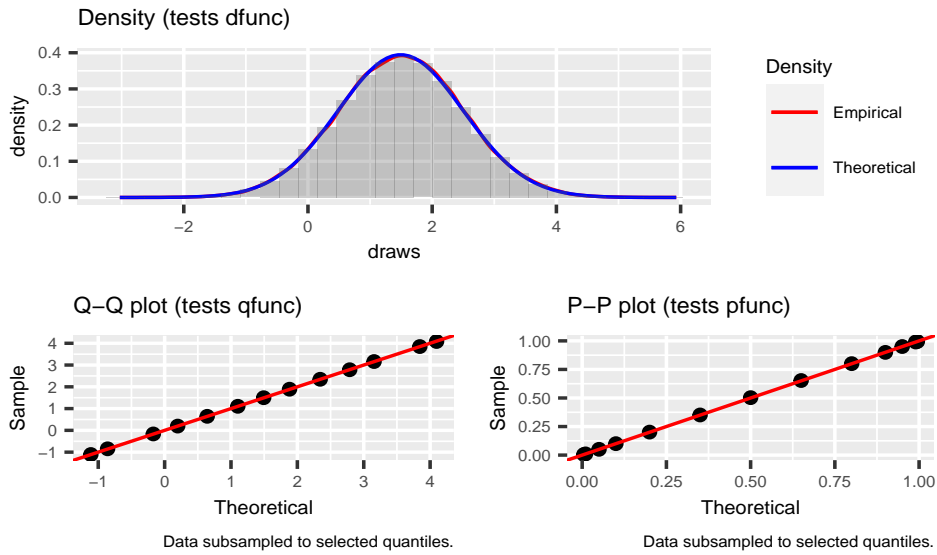 Density (tests dfunc)
density
0.4
0.3
0.2
0.1
0.0
−2
0
2
4
6
draws
Density
Empirical
Theoretical
Q−Q plot (tests qfunc)
Sample
4
3
2
1
0
−1
−1
0
1
2
3
4
Theoretical
Data subsampled to selected quantiles.
P−P plot (tests pfunc)
Sample
1.00
0.75
0.50
0.25
0.00
0.00
0.25
0.50
0.75
1.00
Theoretical
Data subsampled to selected quantiles.